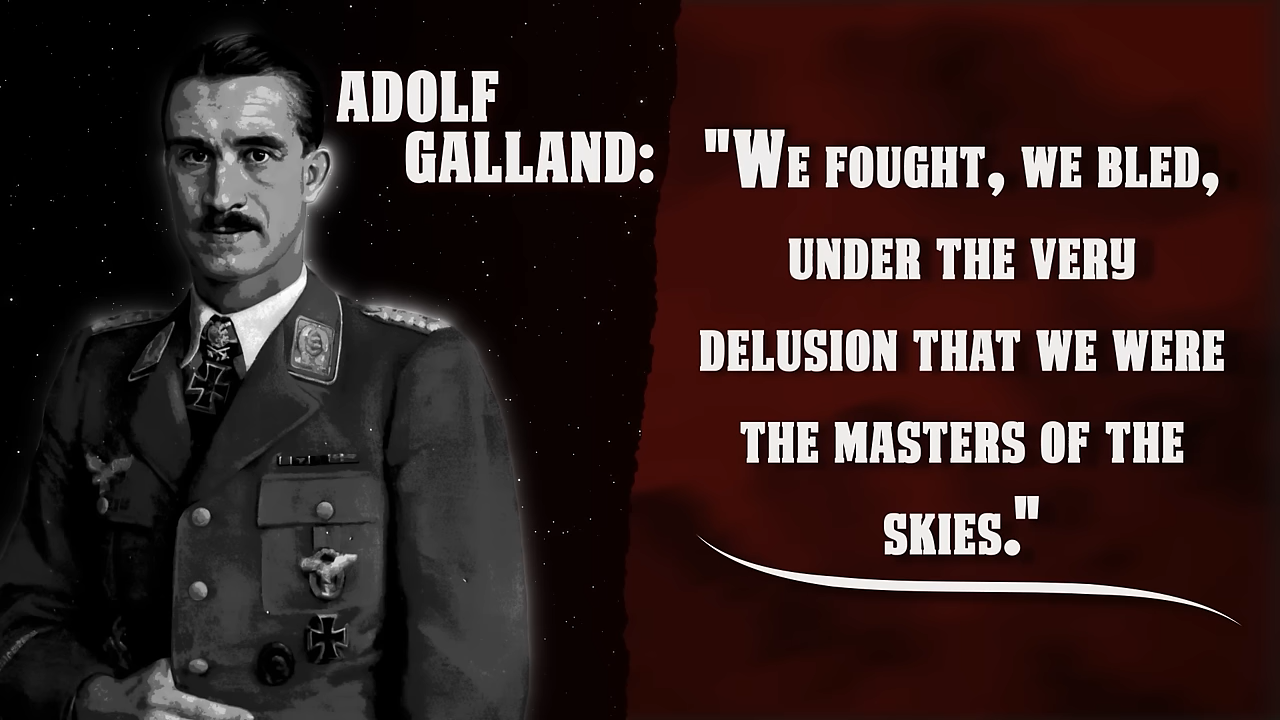 ADOLF
GALLAND:
"WE FOUGHT, WE BLED,
UNDER THE VERY
DELUSION THAT WE WERE
THE MASTERS OF THE
SKIES."